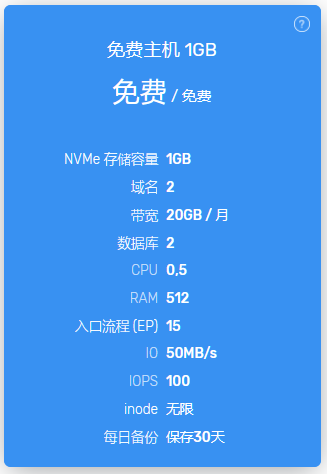 ?
免费主机 1GB
免费 / 免费
NVMe 存储容量 1GB
域名 2
带宽 20GB / 月
数据库 2
CPU 0,5
RAM 512
入口流程 (EP) 15
IO 50MB/s
IOPS 100
inode 无限
每日备份 保存30天